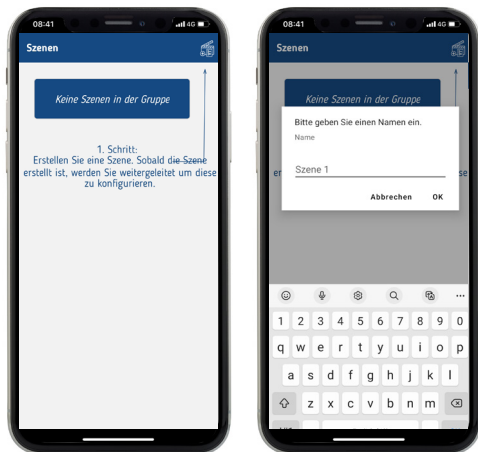 08:41
4G
Szenen
Keine Szenen in der Gruppe
1. Schritt:
Erstellen Sie eine Szene. Sobald die Szene
erstellt ist, werden Sie weitergeleitet um diese
zu konfigurieren.
08:41
4G
Szenen
Keine Szenen in der Gruppe
Bitte geben Sie einen Namen ein.
Name
Szene 1
Abbrechen OK
er se
1 2 3 4 5 6 7 8 9 0
q w e r t y u i o p
a s d f g h j k l
z x c v b n m